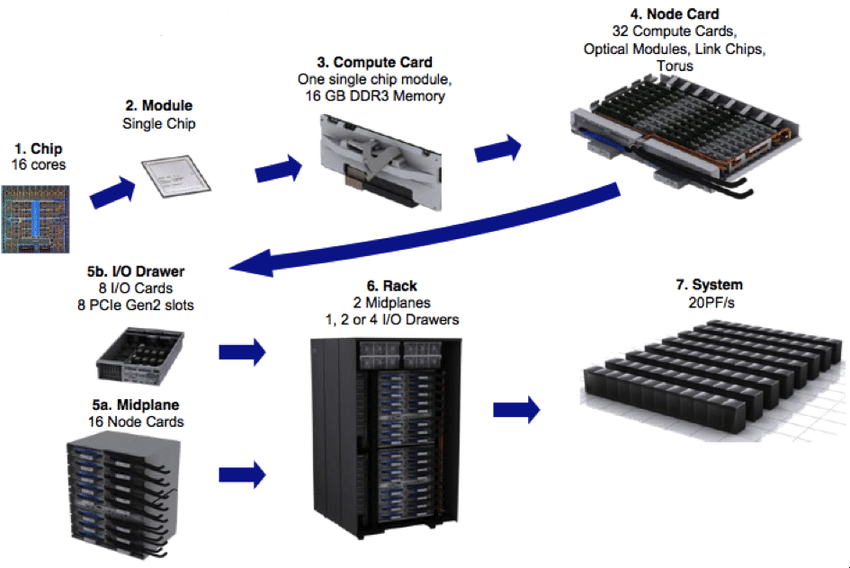 1. Chip
16 cores
2. Module
Single Chip
3. Compute Card
One single chip module,
16 GB DDR3 Memory
4. Node Card
32 Compute Cards,
Optical Modules, Link Chips,
Torus
5b. I/O Drawer
8 I/O Cards
8 PCIe Gen2 slots
5a. Midplane
16 Node Cards
6. Rack
2 Midplanes
1, 2 or 4 I/O Drawers
7. System
20PF/s